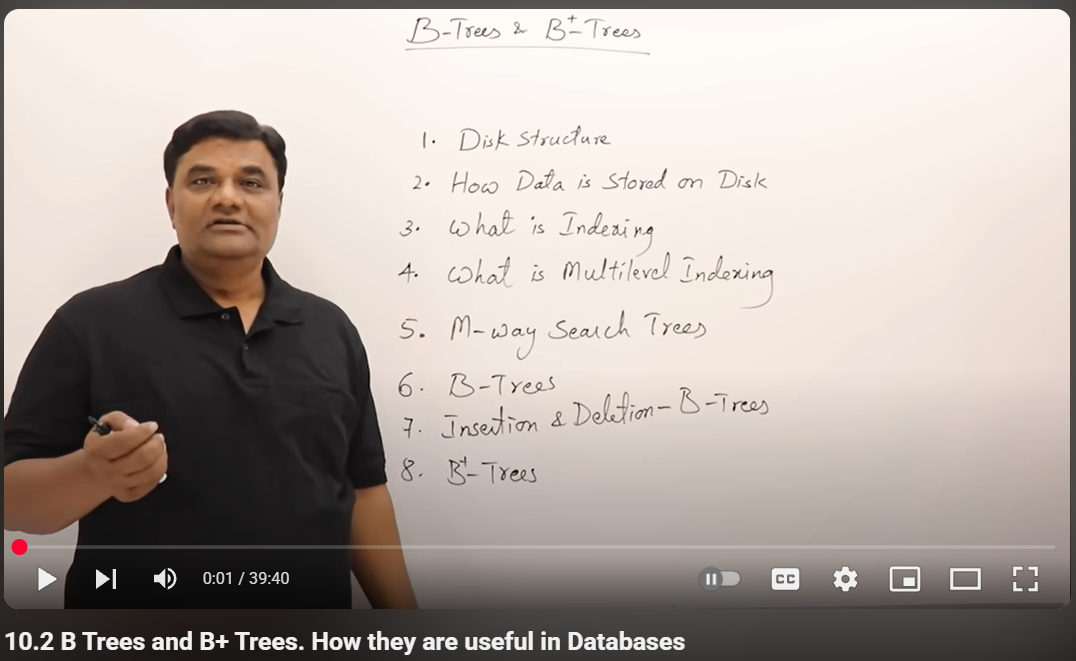 B-Trees & B+-Trees
1. Disk Structure
2. How Data is Stored on Disk
3. What is Indexing
4. What is Multilevel Indexing
5. M-way Search Trees
6. B-Trees
7. Insertion & Deletion-B-Trees
8. B+-Trees
0:01 / 39:40
CC
10.2 B Trees and B+ Trees. How they are useful in Databases